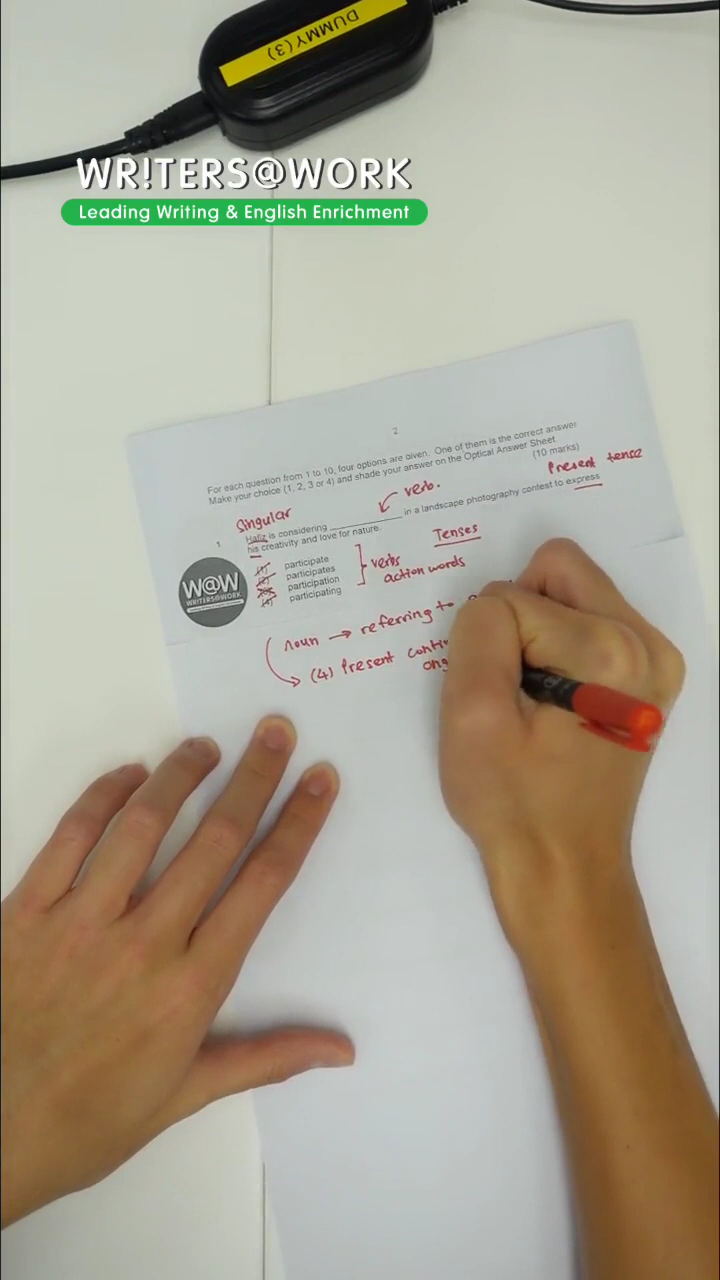 DUMMY(3)
WR!TERS@WORK
Leading Writing & English Enrichment
2
For each question from 1 to 10, four options are given. One of them is the correct answer
Make your choice (1, 2, 3 or 4) and shade your answer on the Optical Answer Sheet
(10 marks)
Present tense
verb.
Singular
1. Hafiz is considering ____________ in a landscape photography contest to express
his creativity and love for nature.
Tenses
(1) participate
(2) participates
participation
(4) participating
verbs
action words
W@W
WRITERS@WORK
noun → referring to
(4) Present